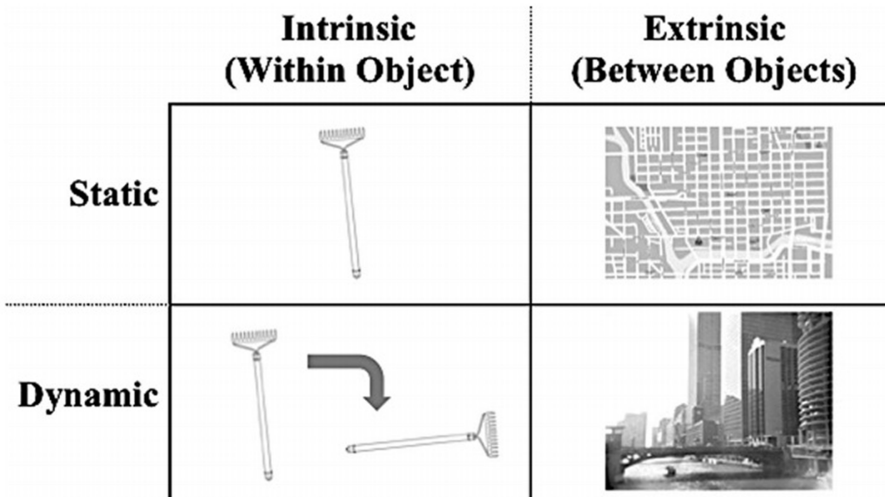 Intrinsic
(Within Object)
Extrinsic
(Between Objects)
Static
Dynamic